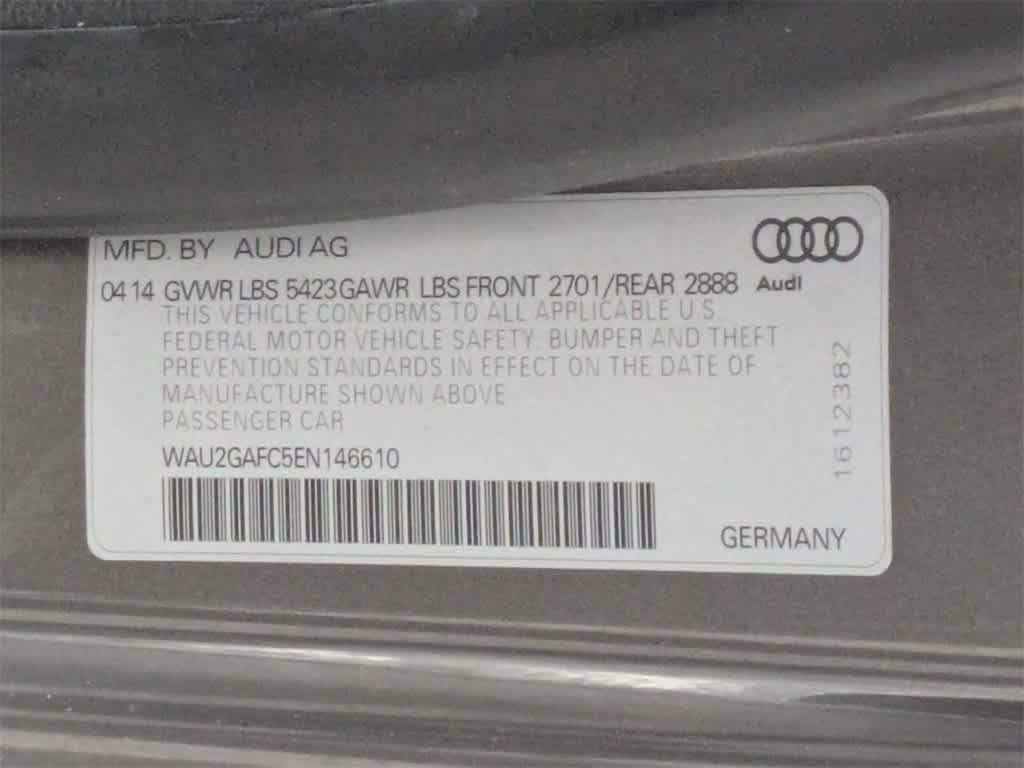 MFD. BY AUDI AG
04 14 GVWR LBS 5423 GAWR LBS FRONT 2701/REAR 2888
Audi
THIS VEHICLE CONFORMS TO ALL APPLICABLE U S
FEDERAL MOTOR VEHICLE SAFETY, BUMPER AND THEFT
PREVENTION STANDARDS IN EFFECT ON THE DATE OF
MANUFACTURE SHOWN ABOVE
PASSENGER CAR
WAU2GAFC5EN146610
1612382
GERMANY